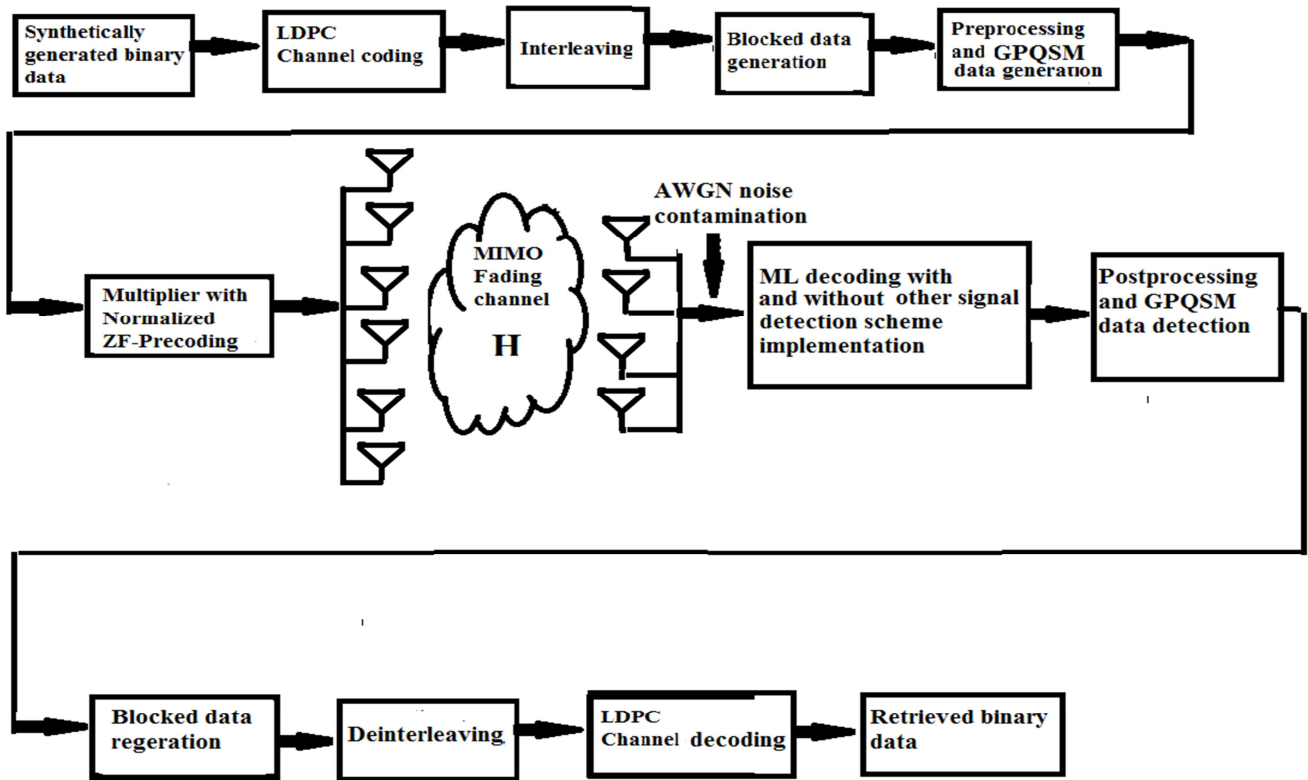 Synthetically
generated binary
data
LDPC
Channel coding
Interleaving
Blocked data
generation
Preprocessing
and GPQSM
data generation
AWGN noise
contamination
MIMO
Fading
channel
H
Multiplier with
Normalized
ZF-Precoding
ML decoding with
and without other signal
detection scheme
implementation
Postprocessing
and GPQSM
data detection
Blocked data
regeration
Deinterleaving
LDPC
Channel decoding
Retrieved binary
data